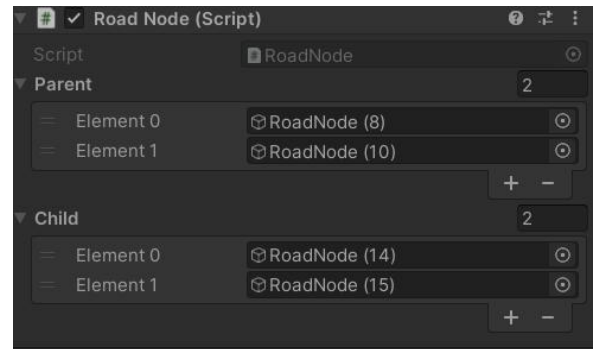 Road Node (Script)
Script RoadNode
Parent 2
Element 0 RoadNode (8)
Element 1 RoadNode (10)
+ −
Child 2
Element 0 RoadNode (14)
Element 1 RoadNode (15)
+ −